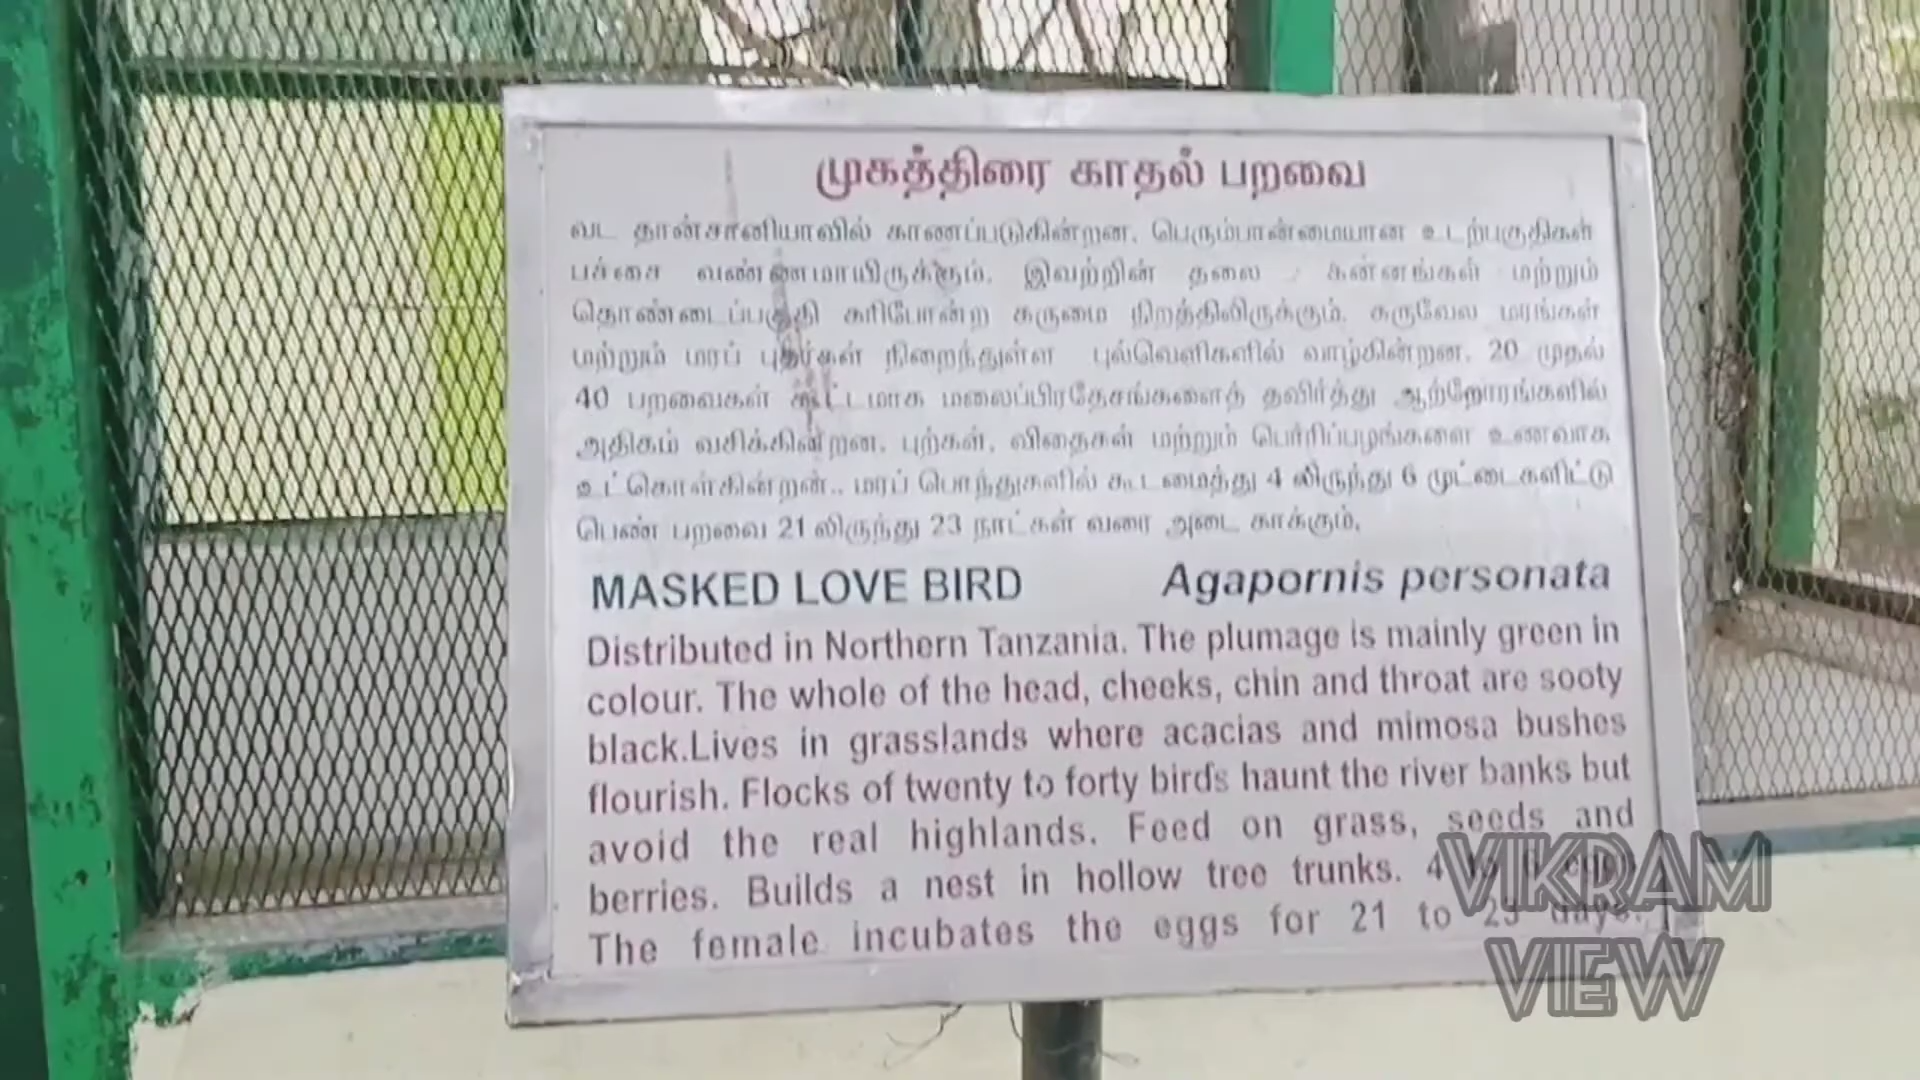 முகத்திரை காதல் பறவை
வட தான்சானியாவில் காணப்படுகின்றன. பெரும்பான்மையான உடற்பகுதிகள்
பச்சை வண்ணமாயிருக்கும். இவற்றின் தலை கன்னங்கள் மற்றும்
தொண்டைப்பகுதி கரிபோன்ற கருமை நிறத்திலிருக்கும். கருவேல மரங்கள்
மற்றும் மரப் புதர்கள் நிறைந்துள்ள புல்வெளிகளில் வாழ்கின்றன. 20 முதல்
40 பறவைகள் கூட்டமாக மலைப்பிரதேசங்களைத் தவிர்த்து ஆற்றோரங்களில்
அதிகம் வசிக்கின்றன. புற்கள், விதைகள் மற்றும் பெர்ரிப்பழங்களை உணவாக
உட்கொள்கின்றன்.. மரப் பொந்துகளில் கூடமைத்து 4 லிருந்து 6 முட்டைகளிட்டு
பெண் பறவை 21 லிருந்து 23 நாட்கள் வரை அடை காக்கும்.
MASKED LOVE BIRD Agapornis personata
Distributed in Northern Tanzania. The plumage is mainly green in
colour. The whole of the head, cheeks, chin and throat are sooty
black.Lives in grasslands where acacias and mimosa bushes
flourish. Flocks of twenty to forty birds haunt the river banks but
avoid the real highlands. Feed on grass, seeds and
berries. Builds a nest in hollow tree trunks. 4 to 6 eggs
The female incubates the eggs for 21 to 23 days.
VIKRAM
VIEW